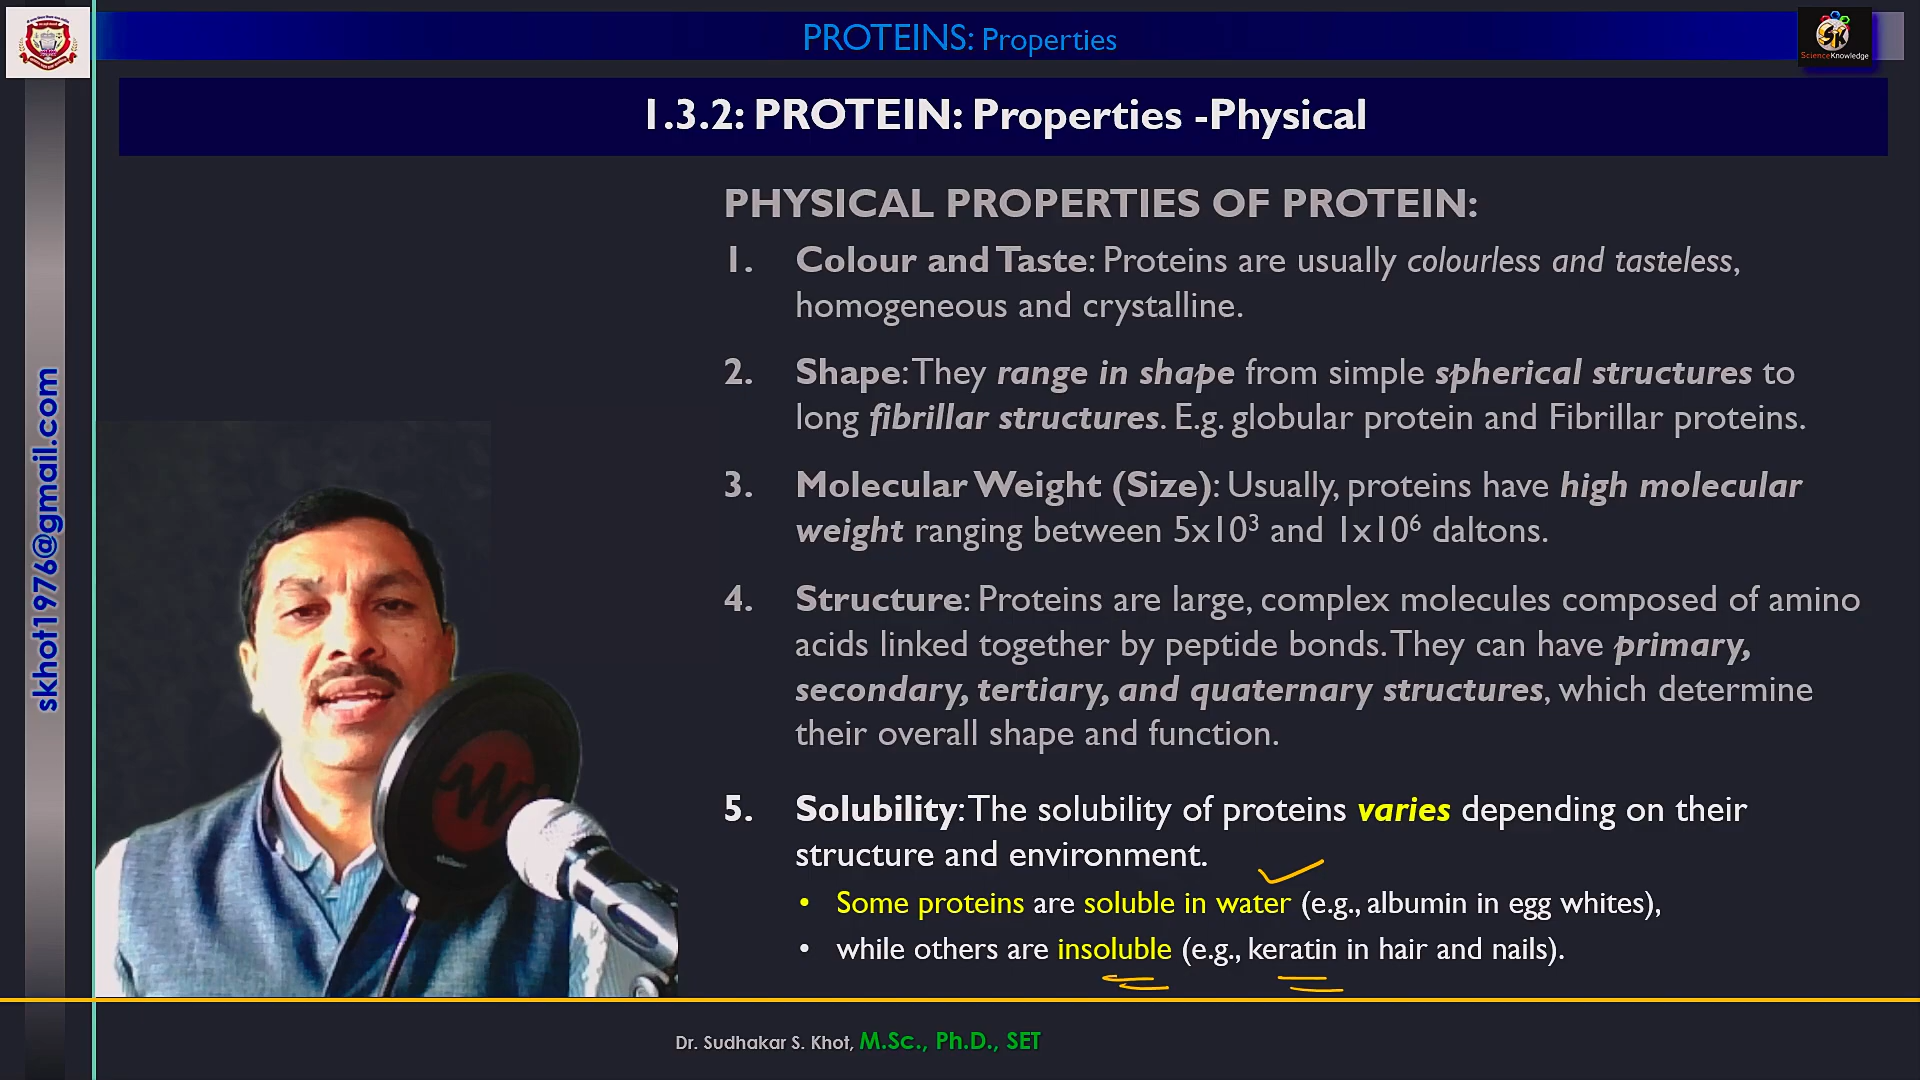 PROTEINS: Properties
ScienceKnowledge
1.3.2: PROTEIN: Properties -Physical
PHYSICAL PROPERTIES OF PROTEIN:
1. Colour and Taste: Proteins are usually colourless and tasteless,
homogeneous and crystalline.
2. Shape: They range in shape from simple spherical structures to
long fibrillar structures. E.g. globular protein and Fibrillar proteins.
3. Molecular Weight (Size): Usually, proteins have high molecular
weight ranging between 5x10³ and 1x10⁶ daltons.
4. Structure: Proteins are large, complex molecules composed of amino
acids linked together by peptide bonds. They can have primary,
secondary, tertiary, and quaternary structures, which determine
their overall shape and function.
5. Solubility: The solubility of proteins varies depending on their
structure and environment.
• Some proteins are soluble in water (e.g., albumin in egg whites),
• while others are insoluble (e.g., keratin in hair and nails).
skhot1976@gmail.com
Dr. Sudhakar S. Khot, M.Sc., Ph.D., SET